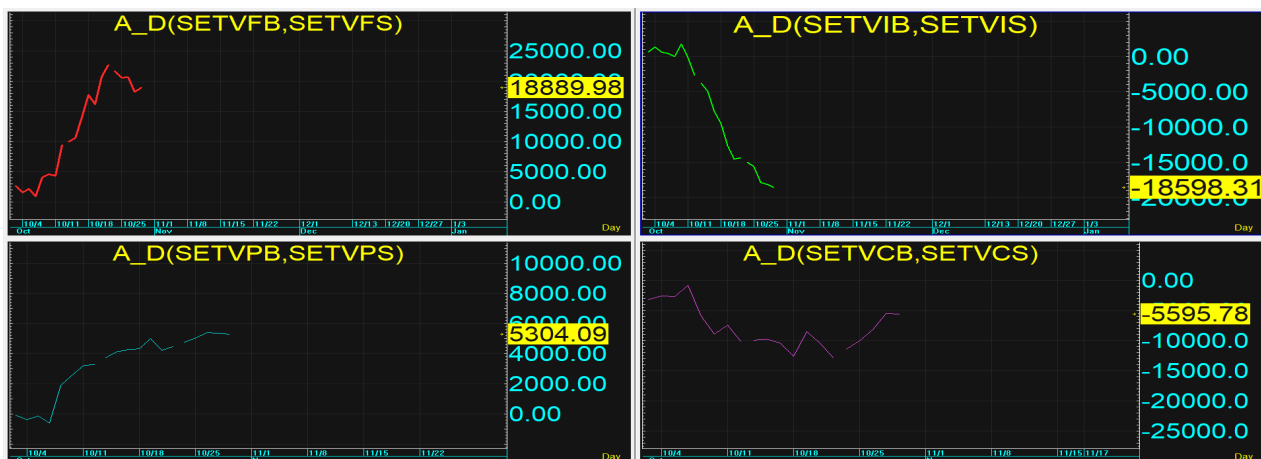 A_D(SETVFB,SETVFS)
25000.00
18889.98
15000.00
10000.00
5000.00
0.00
10/4 10/11 10/18 10/25 11/1 11/8 11/15 11/22 12/1 12/13 12/20 12/27 1/3
Oct Nov Dec Jan Day
A_D(SETVIB,SETVIS)
0.00
-5000.00
-10000.0
-15000.0
-18598.31
10/4 10/11 10/18 10/25 11/1 11/8 11/15 11/22 12/1 12/13 12/20 12/27 1/3
Oct Nov Dec Jan Day
A_D(SETVPB,SETVPS)
10000.00
8000.00
5304.09
4000.00
2000.00
0.00
10/4 10/11 10/18 10/25 11/1 11/8 11/15 11/22
Day
A_D(SETVCB,SETVCS)
0.00
-5595.78
-10000.0
-15000.0
-20000.0
-25000.0
10/4 10/11 10/18 10/25 11/1 11/8 11/15 11/17
Day